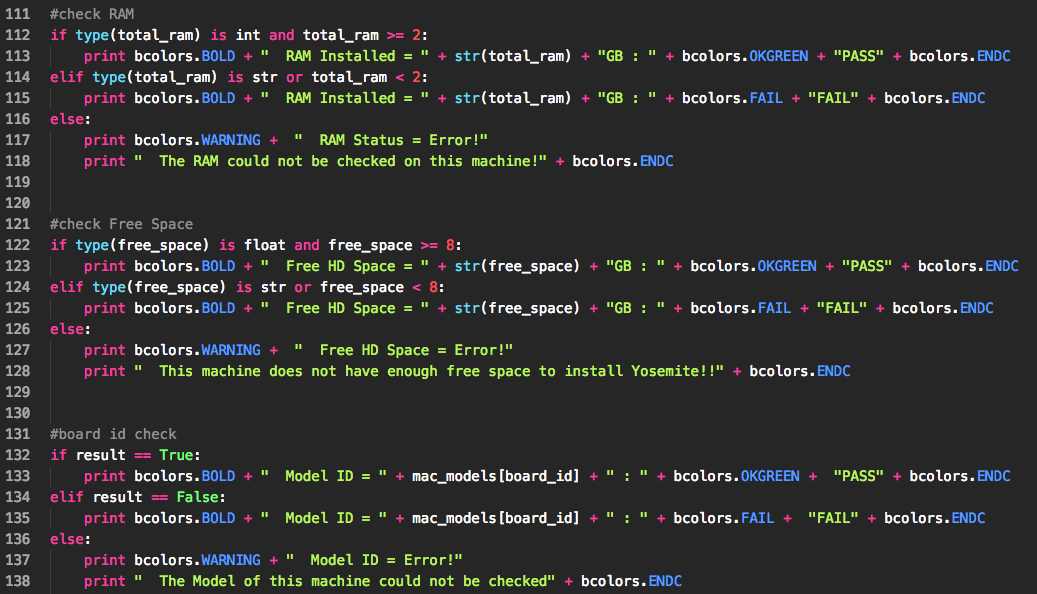 111 #check RAM
112 if type(total_ram) is int and total_ram >= 2:
113     print bcolors.BOLD + "  RAM Installed = " + str(total_ram) + "GB : " + bcolors.OKGREEN + "PASS" + bcolors.ENDC
114 elif type(total_ram) is str or total_ram < 2:
115     print bcolors.BOLD + "  RAM Installed = " + str(total_ram) + "GB : " + bcolors.FAIL + "FAIL" + bcolors.ENDC
116 else:
117     print bcolors.WARNING +  "  RAM Status = Error!"
118     print "  The RAM could not be checked on this machine!" + bcolors.ENDC
119
120
121 #check Free Space
122 if type(free_space) is float and free_space >= 8:
123     print bcolors.BOLD + "  Free HD Space = " + str(free_space) + "GB : " + bcolors.OKGREEN + "PASS" + bcolors.ENDC
124 elif type(free_space) is str or free_space < 8:
125     print bcolors.BOLD + "  Free HD Space = " + str(free_space) + "GB : " + bcolors.FAIL + "FAIL" + bcolors.ENDC
126 else:
127     print bcolors.WARNING +  "  Free HD Space = Error!"
128     print "  This machine does not have enough free space to install Yosemite!!" + bcolors.ENDC
129
130
131 #board id check
132 if result == True:
133     print bcolors.BOLD + "  Model ID = " + mac_models[board_id] + " : " + bcolors.OKGREEN +  "PASS" + bcolors.ENDC
134 elif result == False:
135     print bcolors.BOLD + "  Model ID = " + mac_models[board_id] + " : " + bcolors.FAIL +  "FAIL" + bcolors.ENDC
136 else:
137     print bcolors.WARNING + "  Model ID = Error!"
138     print "  The Model of this machine could not be checked" + bcolors.ENDC